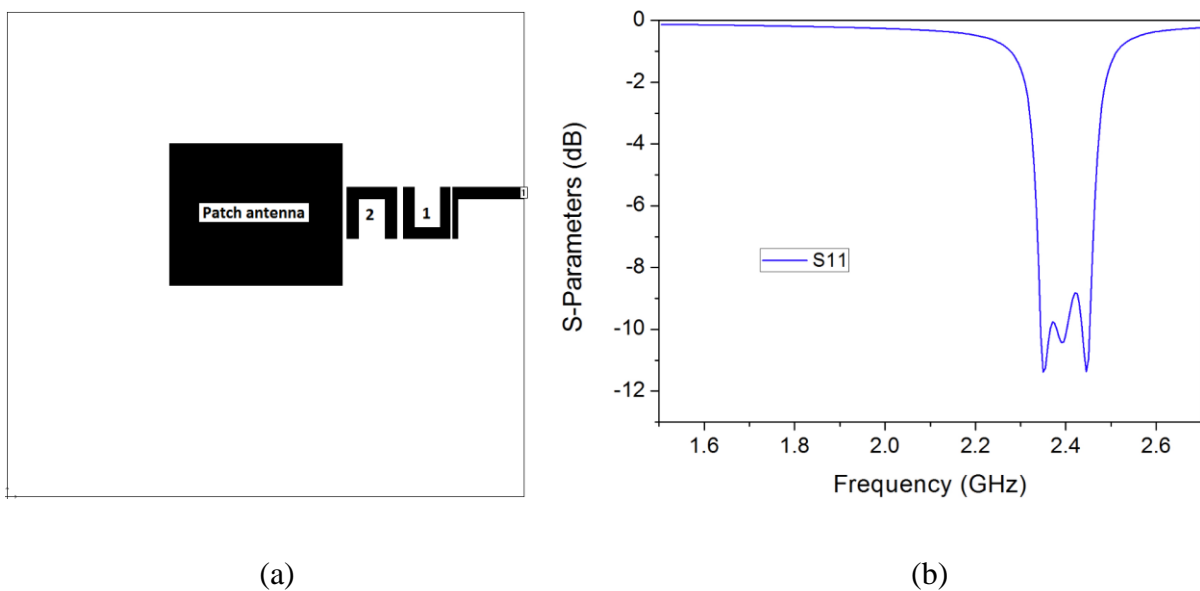 Patch antenna
2
1
1
S-Parameters (dB)
0
-2
-4
-6
-8
-10
-12
S11
1.6
1.8
2.0
2.2
2.4
2.6
Frequency (GHz)
(a)
(b)